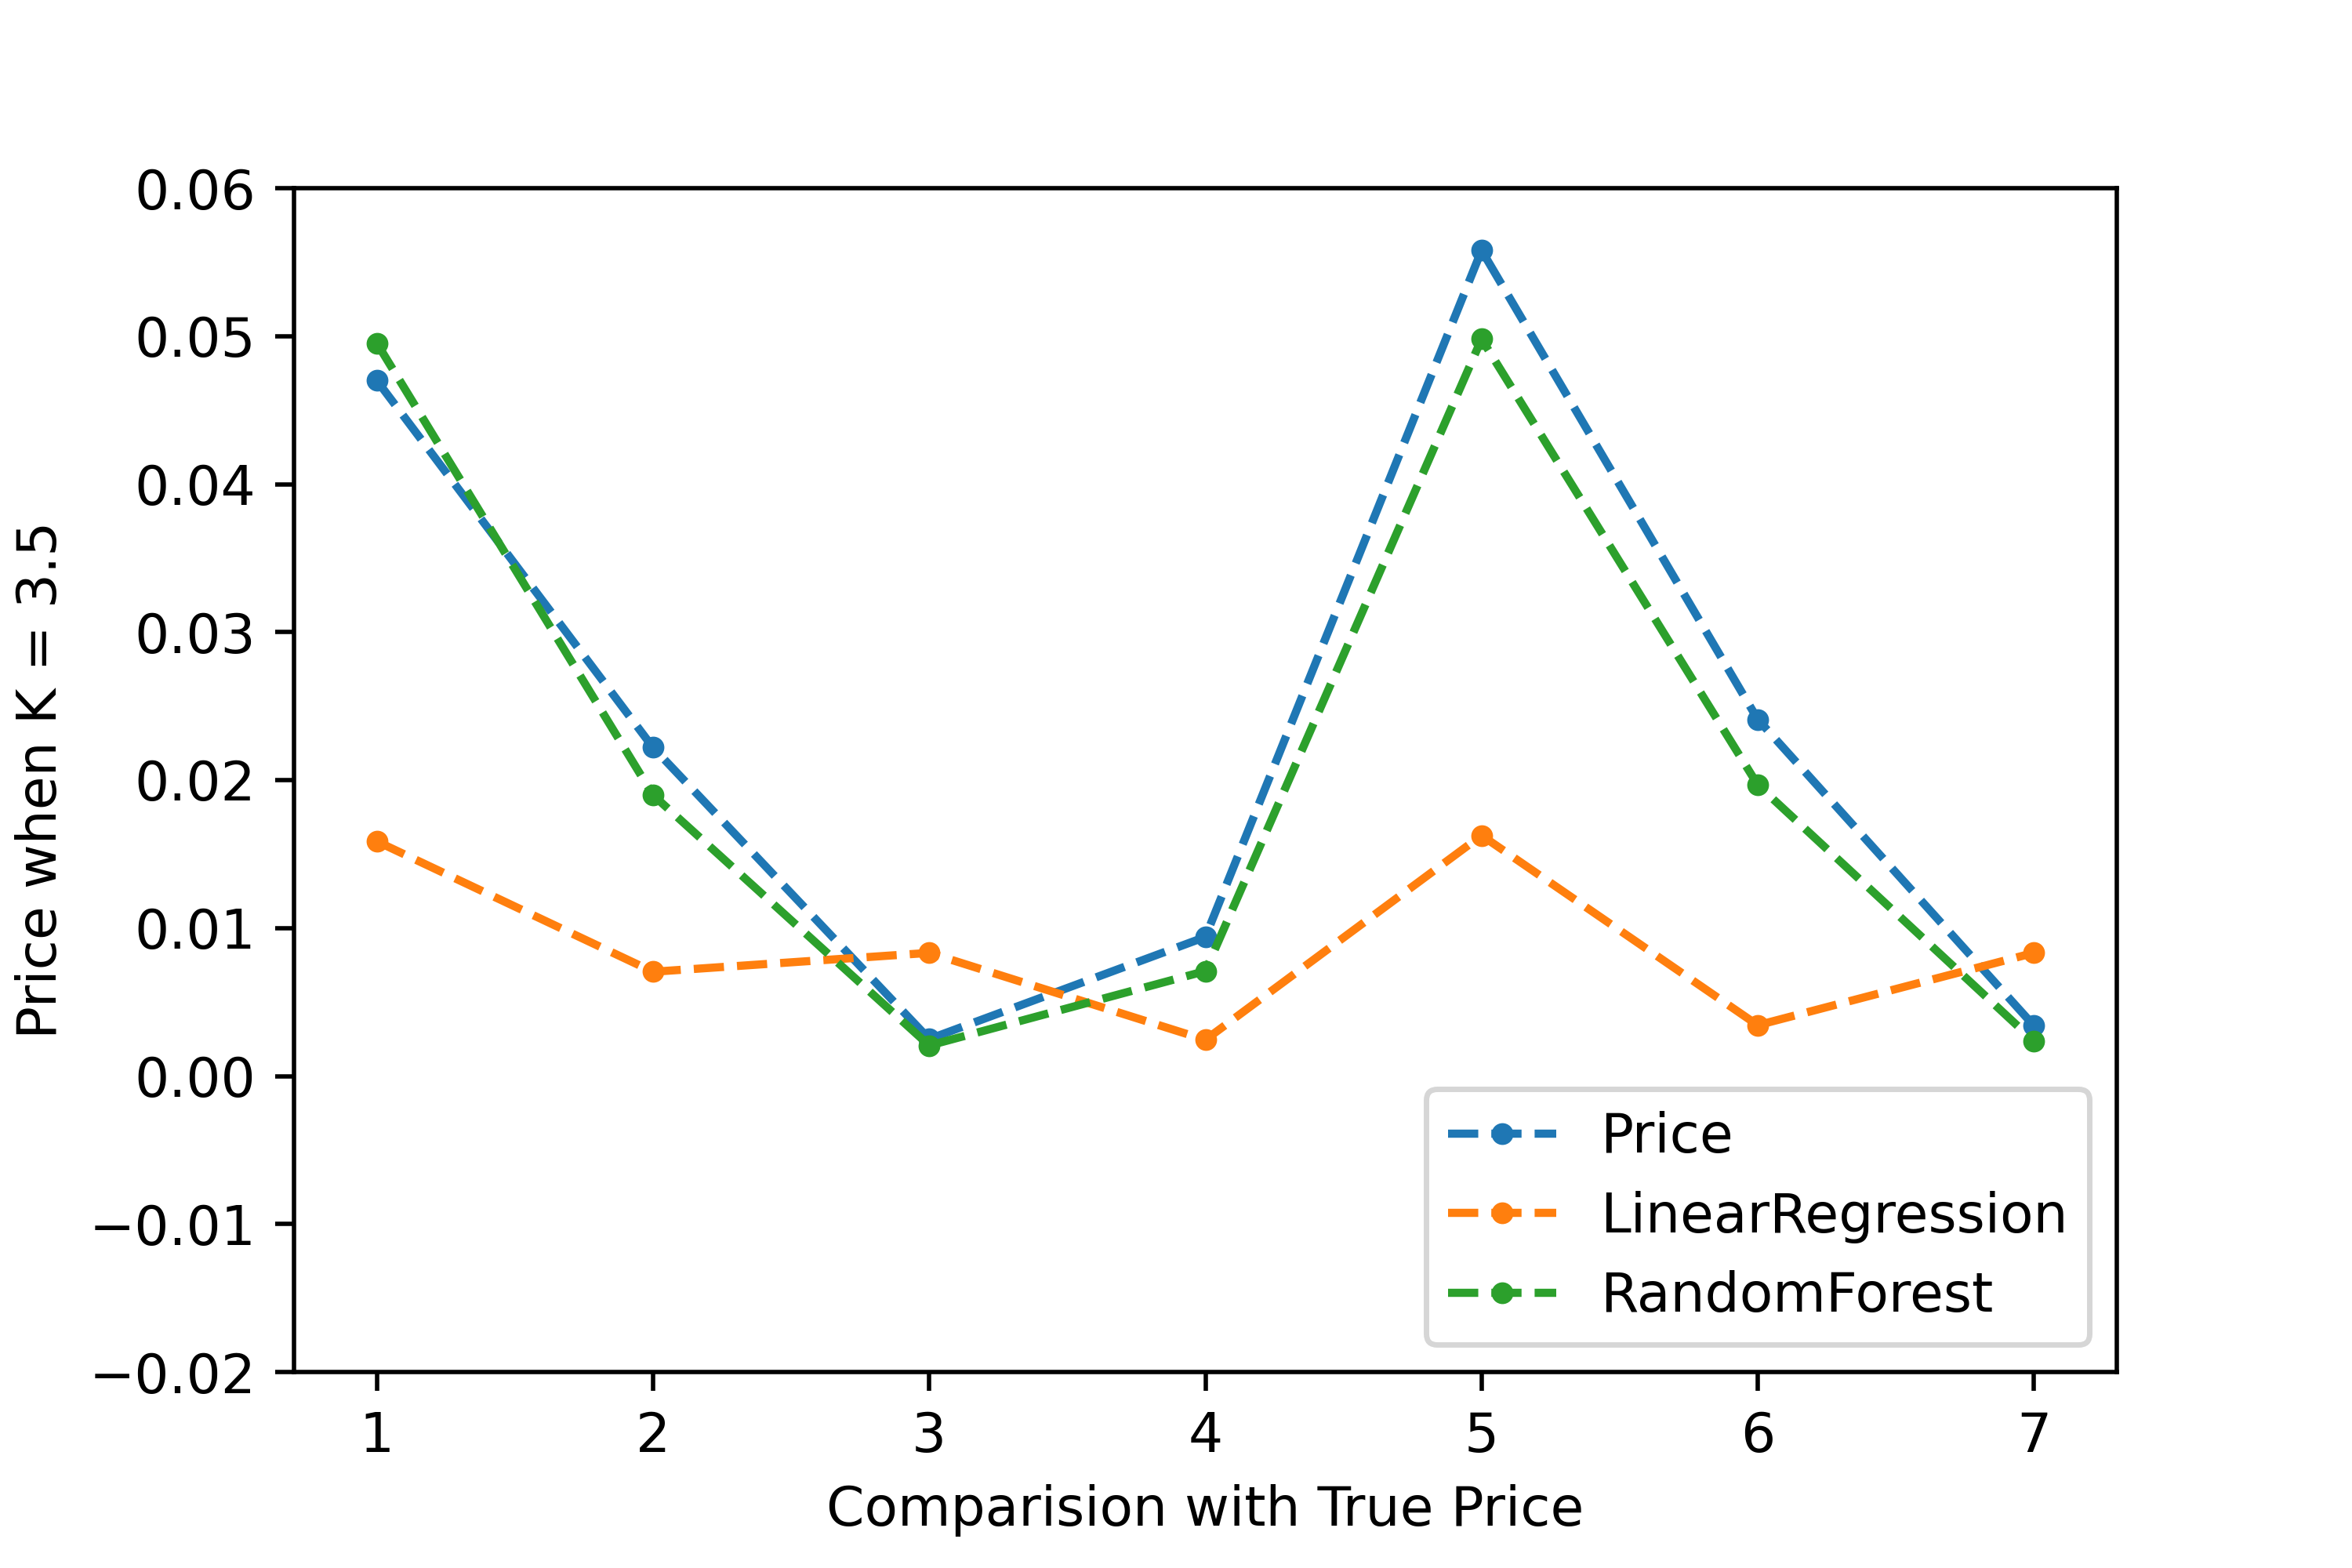 0.06
0.05
0.04
0.03
0.02
0.01
0.00
−0.01
−0.02
Price when K = 3.5
Price
LinearRegression
RandomForest
1 2 3 4 5 6 7
Comparision with True Price